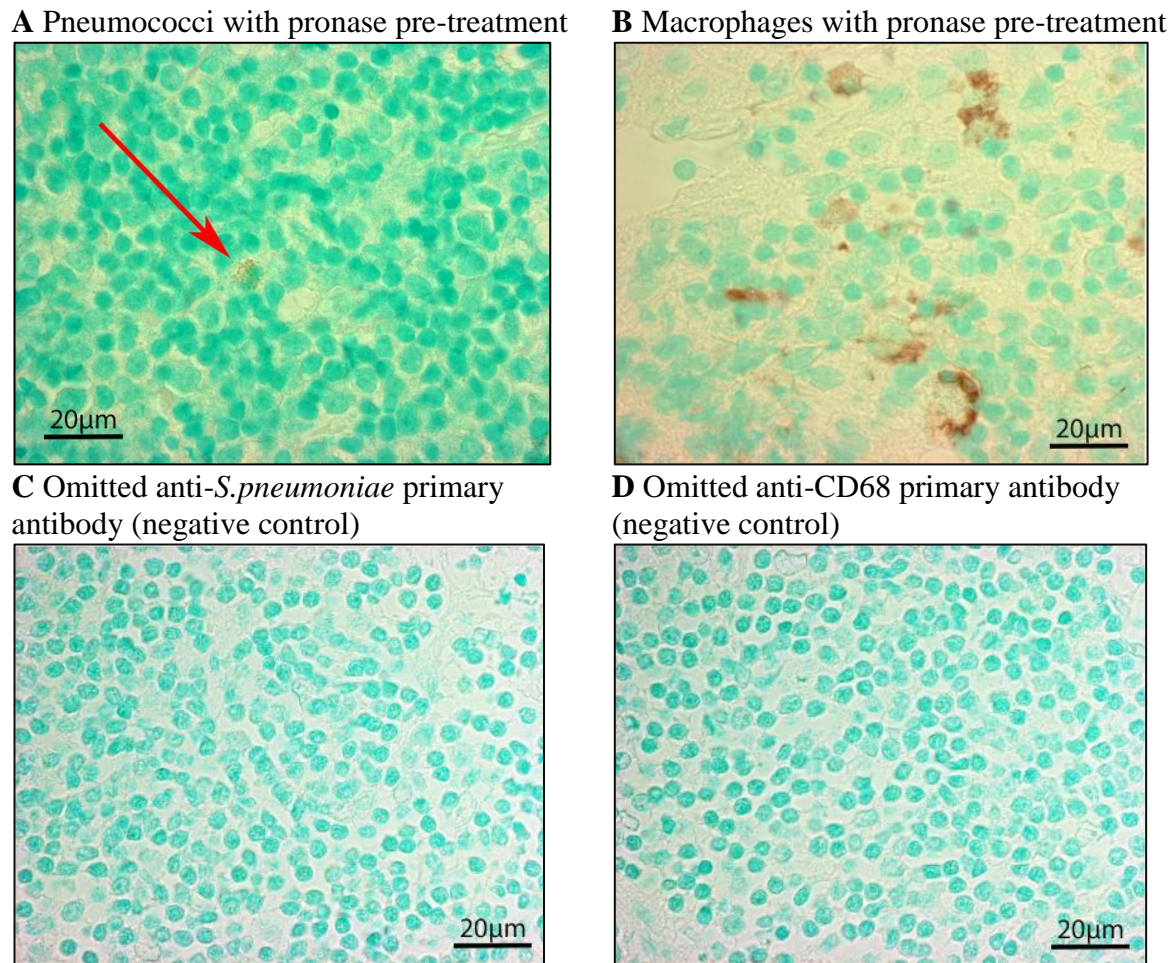 A Pneumococci with pronase pre-treatment
B Macrophages with pronase pre-treatment
20µm
20µm
C Omitted anti-S.pneumoniae primary
antibody (negative control)
D Omitted anti-CD68 primary antibody
(negative control)
20µm
20µm